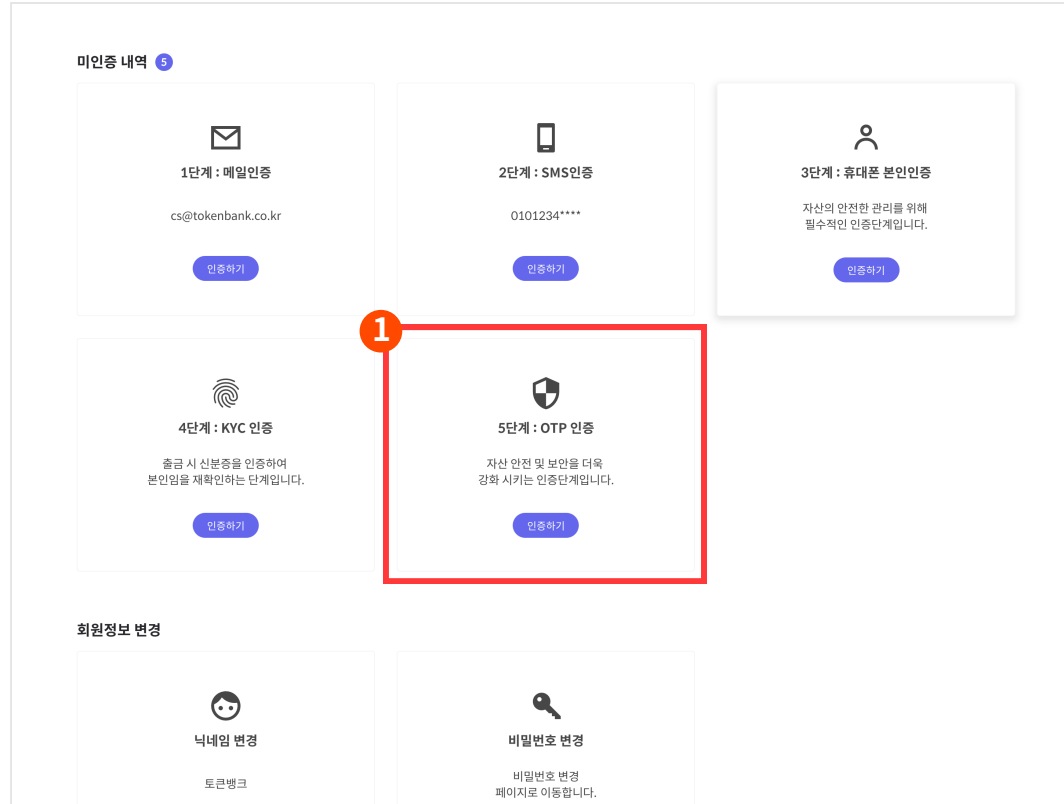 미인증 내역 5
1단계 : 메일인증
cs@tokenbank.co.kr
인증하기
2단계 : SMS인증
0101234****
인증하기
3단계 : 휴대폰 본인인증
자산의 안전한 관리를 위해
필수적인 인증단계입니다.
인증하기
4단계 : KYC 인증
출금 시 신분증을 인증하여
본인임을 재확인하는 단계입니다.
인증하기
1
5단계 : OTP 인증
자산 안전 및 보안을 더욱
강화 시키는 인증단계입니다.
인증하기
회원정보 변경
닉네임 변경
토큰뱅크
비밀번호 변경
비밀번호 변경
페이지로 이동합니다.